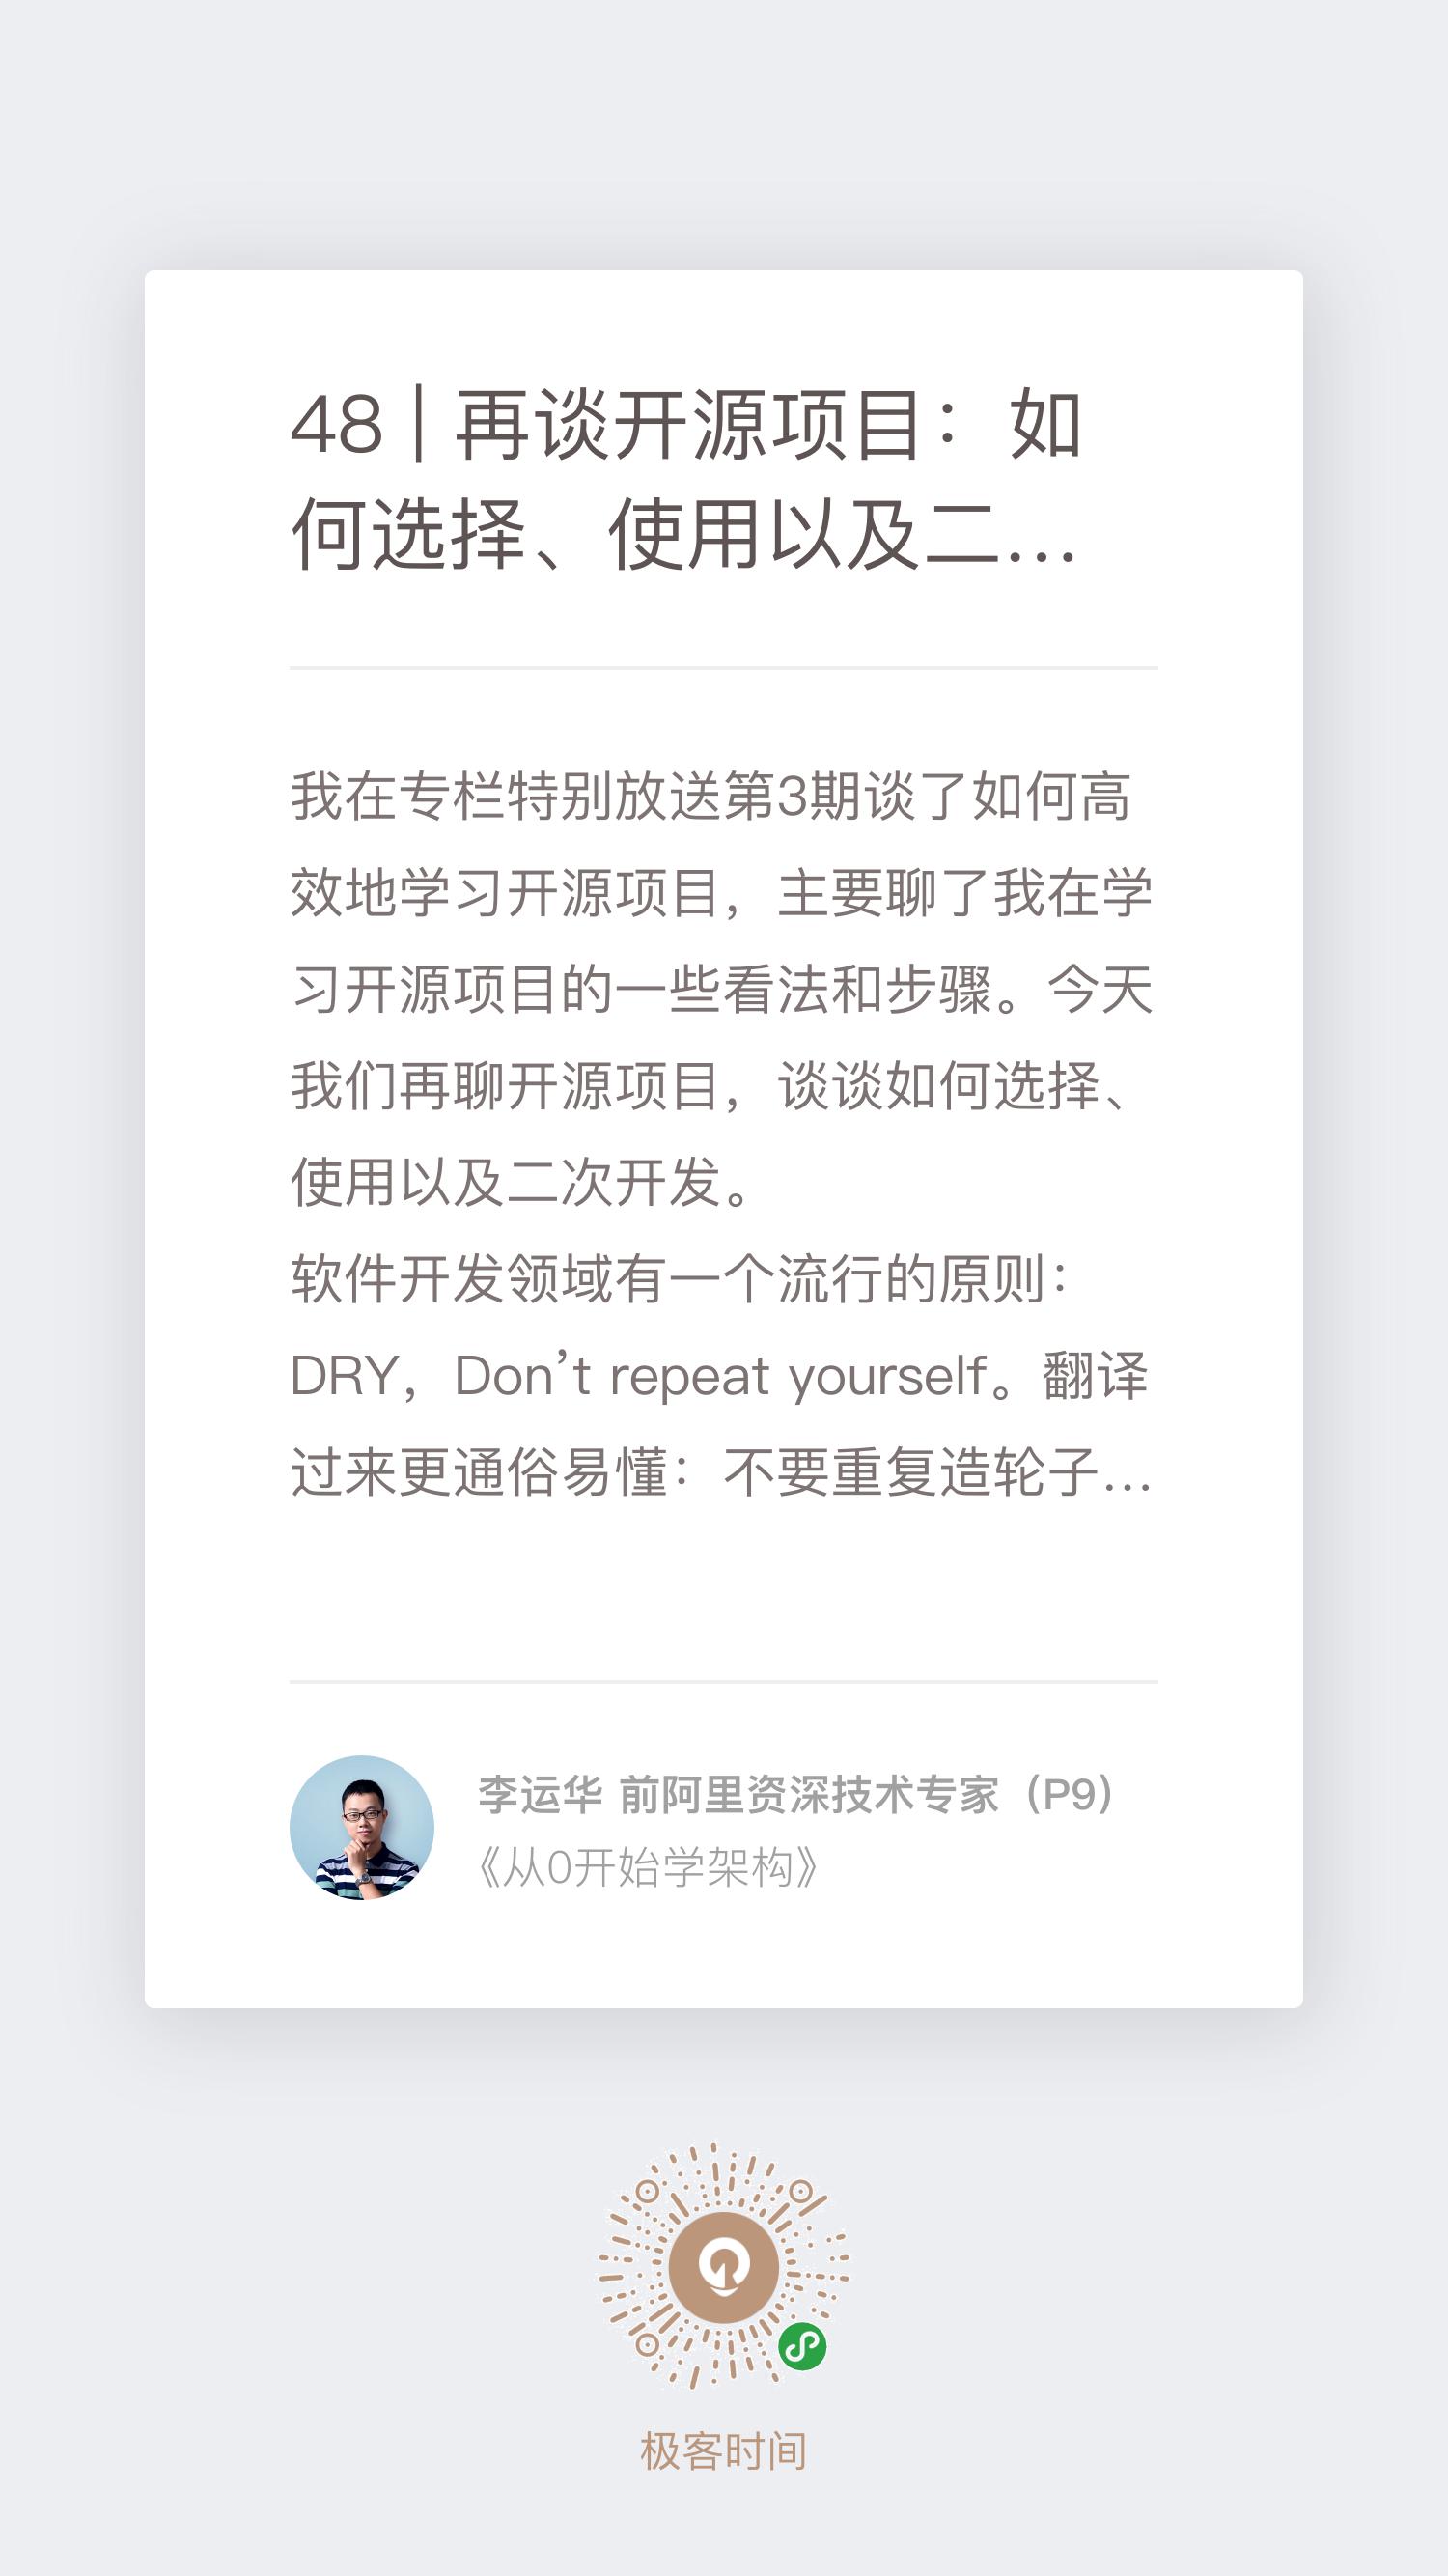 48 | 再谈开源项目：如
何选择、使用以及二...
我在专栏特别放送第3期谈了如何高
效地学习开源项目，主要聊了我在学
习开源项目的一些看法和步骤。今天
我们再聊开源项目，谈谈如何选择、
使用以及二次开发。
软件开发领域有一个流行的原则：
DRY，Don’t repeat yourself。翻译
过来更通俗易懂：不要重复造轮子...
李运华 前阿里资深技术专家（P9）
《从0开始学架构》
极客时间